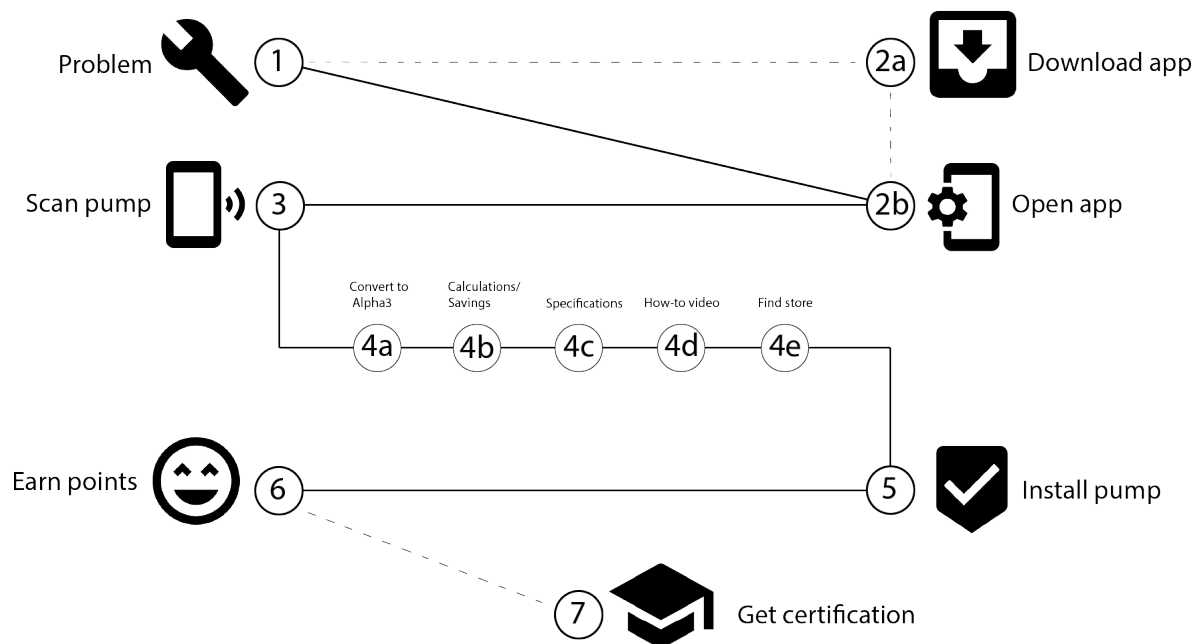 Problem
1
2a
Download app
Scan pump
3
2b
Open app
Convert to
Alpha3
Calculations/
Savings
Specifications
How-to video
Find store
4a
4b
4c
4d
4e
Earn points
6
5
Install pump
7
Get certification